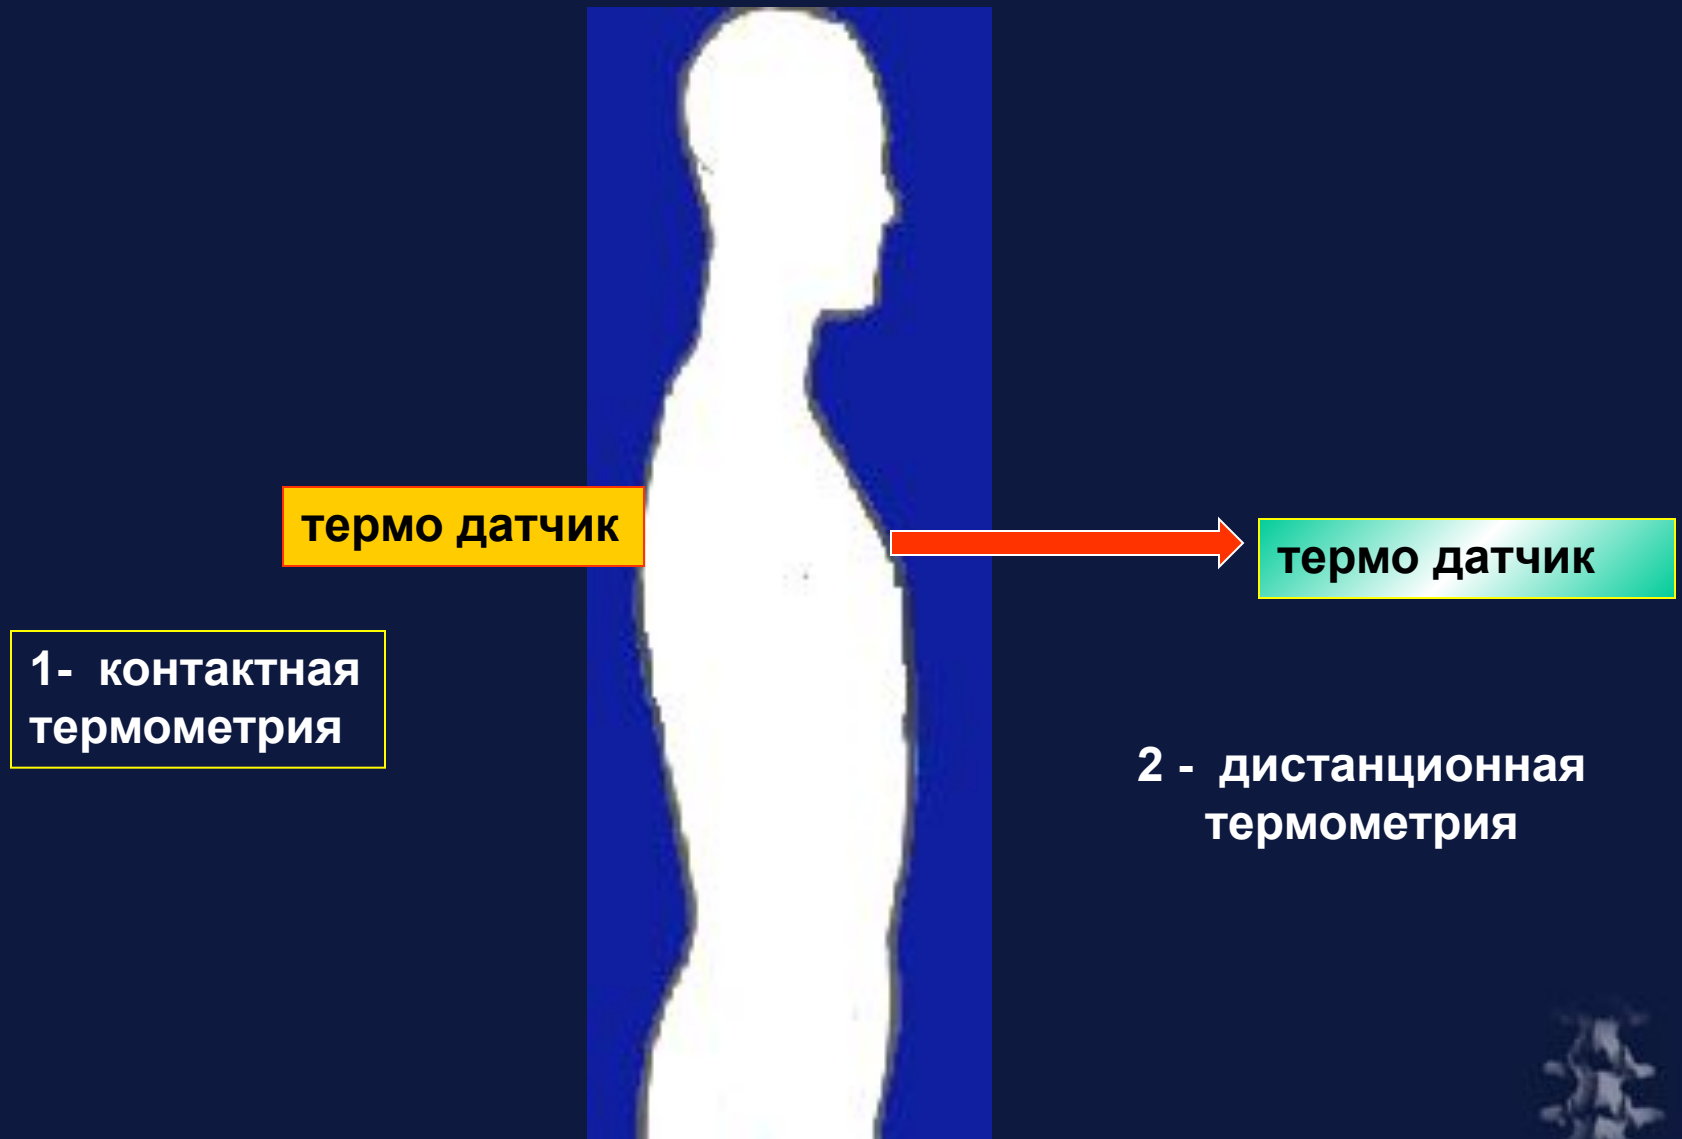 термо датчик
термо датчик
1- контактная
термометрия
2 - дистанционная
термометрия